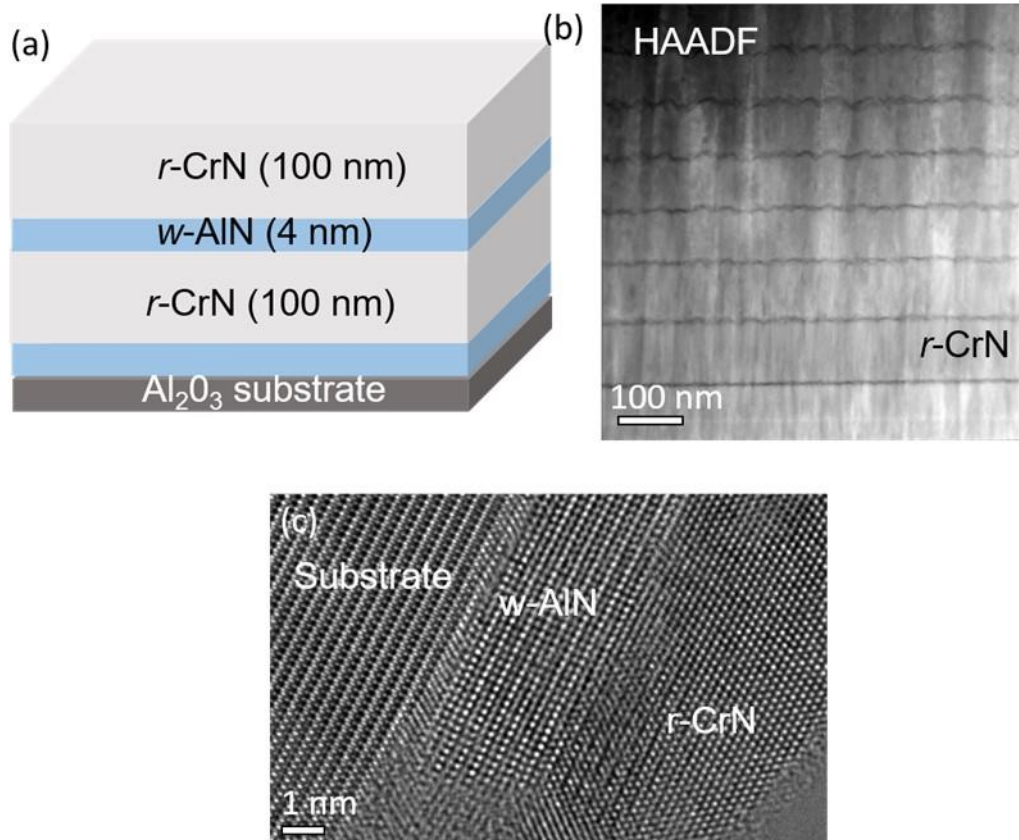 (a)
r-CrN (100 nm)
w-AlN (4 nm)
r-CrN (100 nm)
Al₂0₃ substrate
(b)
HAADF
r-CrN
100 nm
(c)
Substrate
w-AlN
r-CrN
1 nm